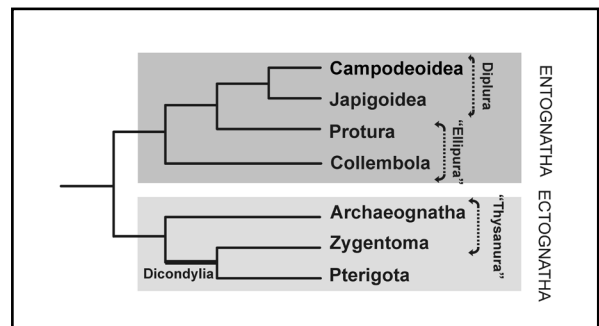 Campodeoidea
Japigoidea
Diplura
Protura
Collembola
"Ellipura"
ENTOGNATHA
Archaeognatha
Zygentoma
"Thysanura"
Dicondylia
Pterigota
ECTOGNATHA